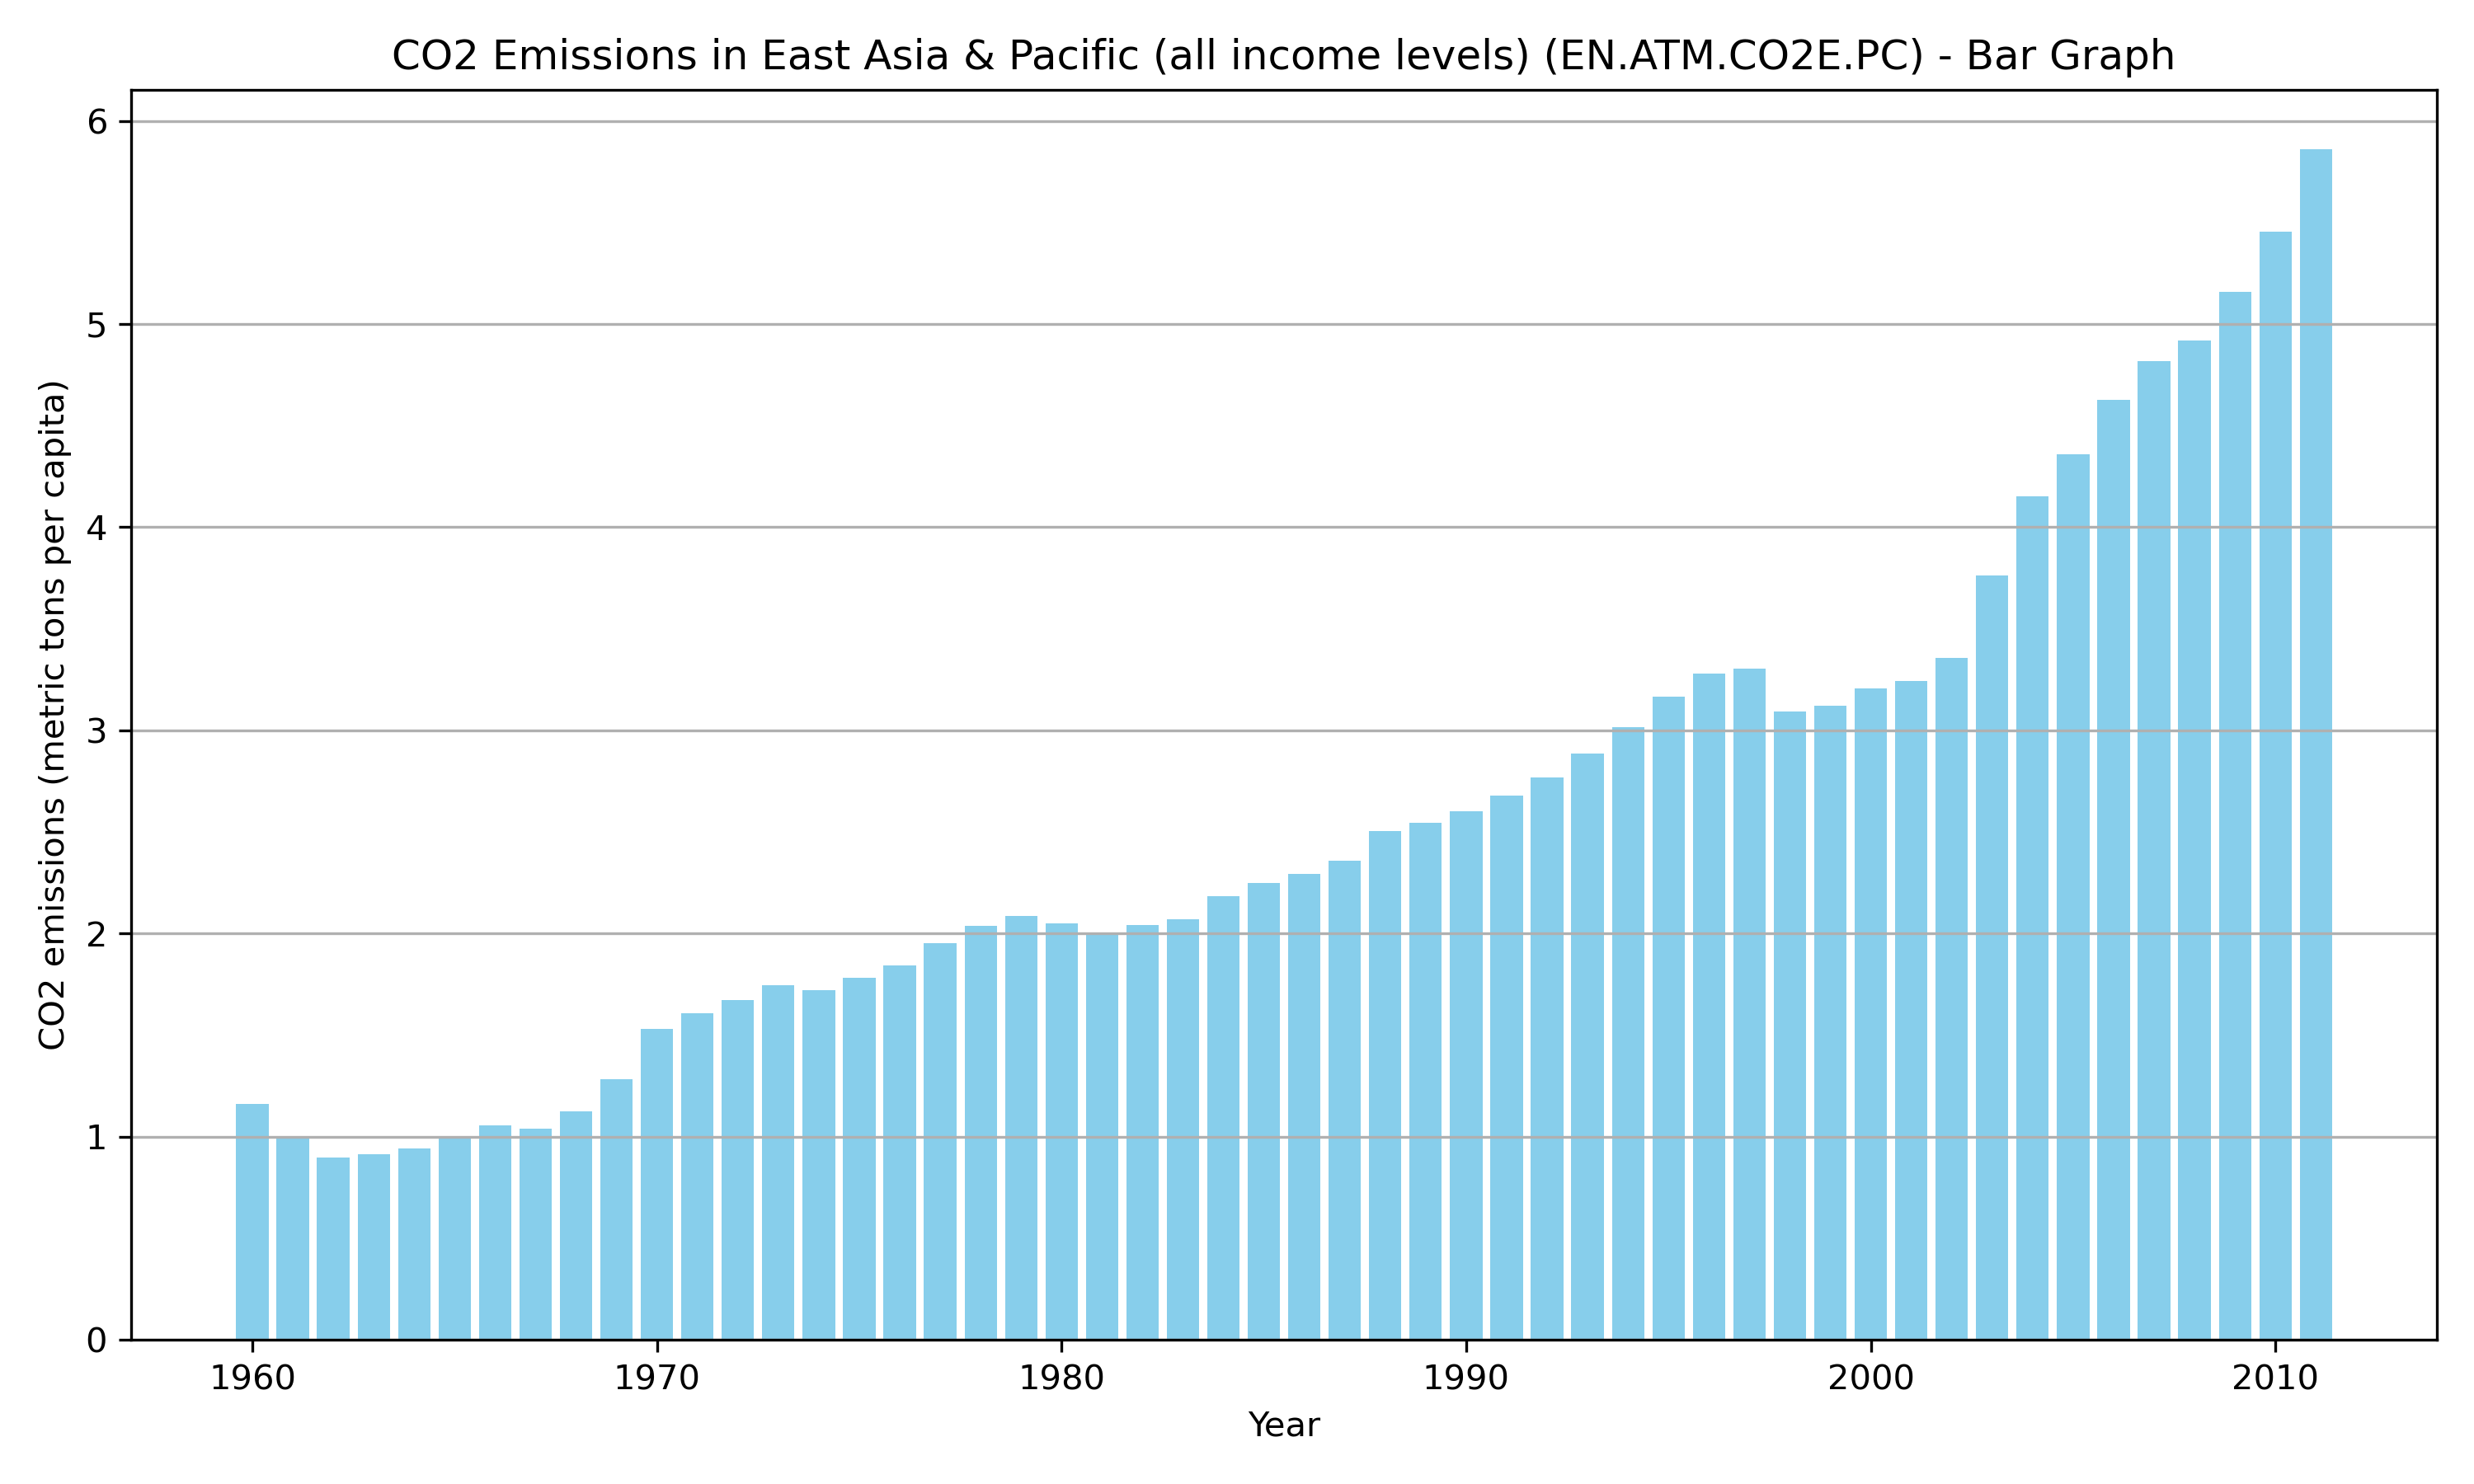 CO2 Emissions in East Asia & Pacific (all income levels) (EN.ATM.CO2E.PC) - Bar Graph
CO2 emissions (metric tons per capita)
6
5
4
3
2
1
0
1960 1970 1980 1990 2000 2010
Year